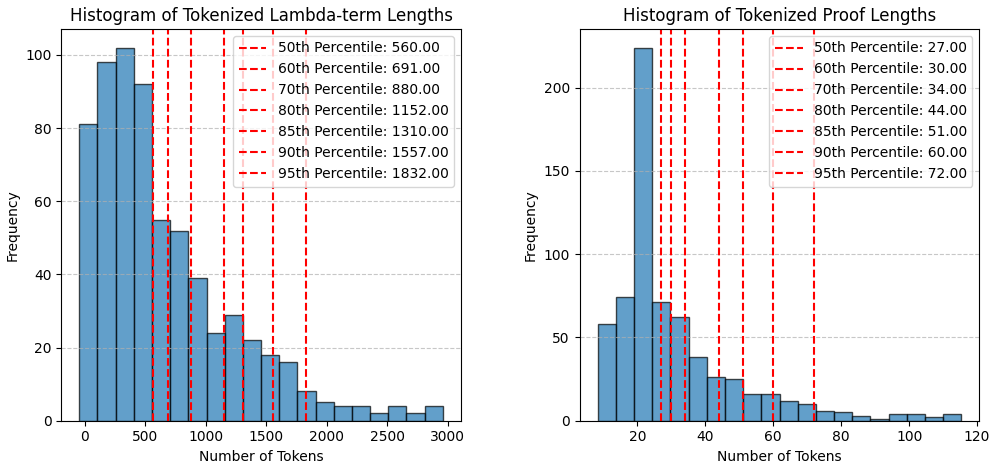 Histogram of Tokenized Lambda-term Lengths
50th Percentile: 560.00
60th Percentile: 691.00
70th Percentile: 880.00
80th Percentile: 1152.00
85th Percentile: 1310.00
90th Percentile: 1557.00
95th Percentile: 1832.00
100
80
60
40
20
0
Frequency
0 500 1000 1500 2000 2500 3000
Number of Tokens
Histogram of Tokenized Proof Lengths
50th Percentile: 27.00
60th Percentile: 30.00
70th Percentile: 34.00
80th Percentile: 44.00
85th Percentile: 51.00
90th Percentile: 60.00
95th Percentile: 72.00
200
150
100
50
0
Frequency
20 40 60 80 100 120
Number of Tokens